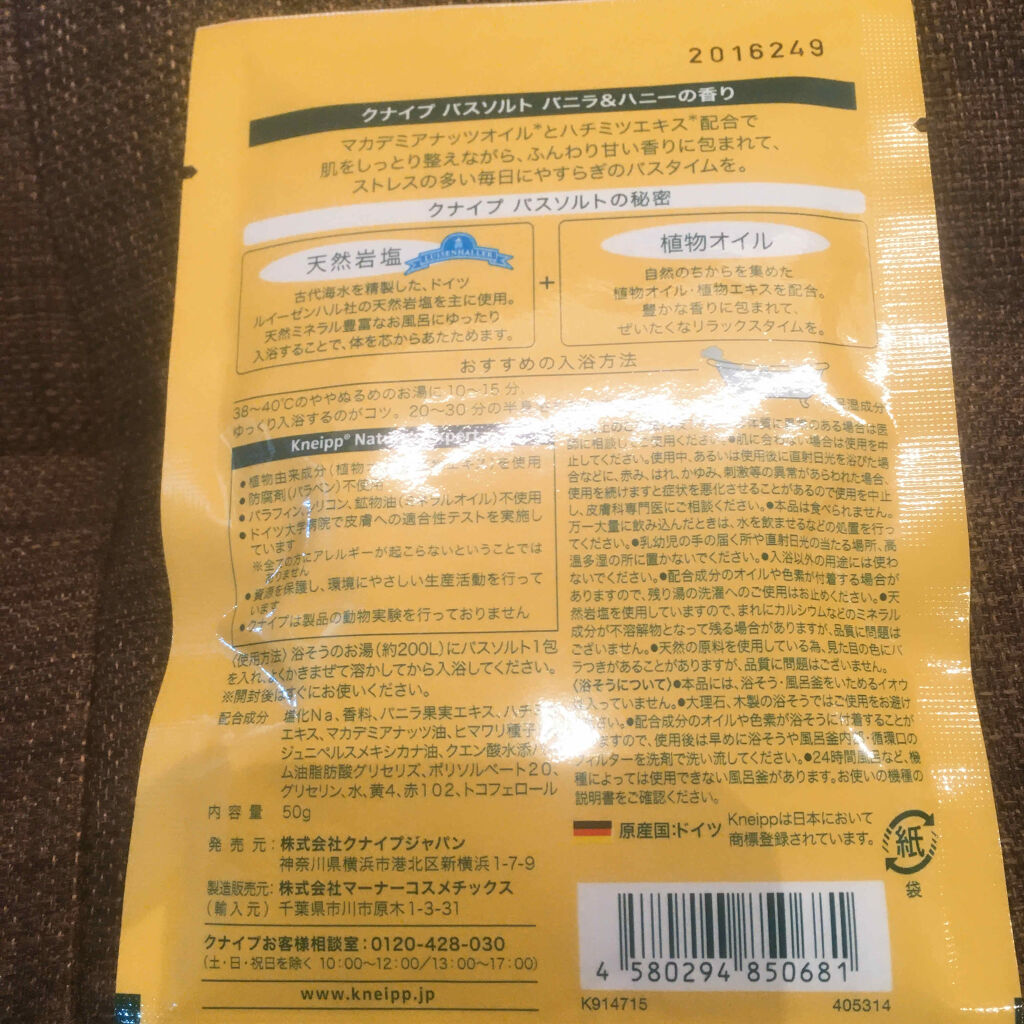 2016249
クナイプ バスソルト バニラ&ハニーの香り
マカデミアナッツオイル*とハチミツエキス*配合で
肌をしっとり整えながら、ふんわり甘い香りに包まれて、
ストレスの多い毎日にやすらぎのバスタイムを。
クナイプ バスソルトの秘密
天然岩塩
LUISENHALLER
古代海水を精製した、ドイツ
ルイーゼンハル社の天然岩塩を主に使用。
天然ミネラル豊富なお風呂にゆったり
入浴することで、体を芯からあたためます。
+
植物オイル
自然のちからを集めた
植物オイル・植物エキスを配合。
豊かな香りに包まれて、
ぜいたくなリラックスタイムを。
おすすめの入浴方法
38~40℃のややぬるめのお湯に10~15分、
ゆっくり入浴するのがコツ。20~30分の半身
Kneipp® Nat
●植物由来成分(植物 を使用
●防腐剤(パラベン)不使用
●パラフィン、シリコン、鉱物油(ミネラルオイル)不使用
●ドイツ大学病院で皮膚への適合性テストを実施し
ています
※全ての方にアレルギーが起こらないということでは
ありません
●資源を保護し、環境にやさしい生産活動を行って
います
●クナイプは製品の動物実験を行っておりません
〈使用方法〉浴そうのお湯(約200L)にバスソルト1包
を入れ、よくかきまぜて溶かしてから入浴してください。
※開封後はすぐにお使いください。
配合成分 塩化Na、香料、バニラ果実エキス、ハチミツ
エキス、マカデミアナッツ油、ヒマワリ種子
ジュニペルスメキシカナ油、クエン酸水添
ム油脂肪酸グリセリズ、ポリソルベート20、
グリセリン、水、黄4、赤102、トコフェロール
内容量 50g
発売元:株式会社クナイプジャパン
神奈川県横浜市港北区新横浜1-7-9
製造販売元:株式会社マーナーコスメチックス
(輸入元)千葉県市川市原木1-3-31
クナイプお客様相談室:0120-428-030
(土・日・祝日を除く 10:00~12:00/13:00~17:00)
www.kneipp.jp
保温成分
のある場合は医
師に相談し ご使用ください。●肌に合わない場合は使用を中
止してください。使用中、あるいは使用後に直射日光を浴びた場
合などに、赤み、はれ、かゆみ、刺激等の異常があらわれた場合、
使用を続けますと症状を悪化させることがあるので使用を中止
し、皮膚科専門医にご相談ください。●本品は食べられません。
万一大量に飲み込んだときは、水を飲ませるなどの処置を行っ
てください。●乳幼児の手の届く所や直射日光の当たる場所、高
温多湿の所に置かないでください。●入浴以外の用途には使わ
ないでください。●配合成分のオイルや色素が付着する場合が
ありますので、残り湯の洗濯へのご使用はお止めください。●天
然岩塩を使用していますので、まれにカルシウムなどのミネラル
成分が不溶解物となって残る場合がありますが、品質に問題は
ございません。●天然の原料を使用している為、見た目の色にバ
ラつきがあることがありますが、品質に問題はございません。
〈浴そうについて〉●本品には、浴そう・風呂釜をいためるイオウ
は入っていません。●大理石、木製の浴そうではご使用をお避け
ください。●配合成分のオイルや色素が浴そうに付着することが
ありますので、使用後は早めに浴そうや風呂釜内部・循環口の
フィルターを洗剤で洗い流してください。●24時間風呂など、機
種によっては使用できない風呂釜があります。お使いの機種の
説明書をご確認ください。
原産国:ドイツ
Kneippは日本において
商標登録されています。
紙
袋
4 580294 850681
K914715
405314